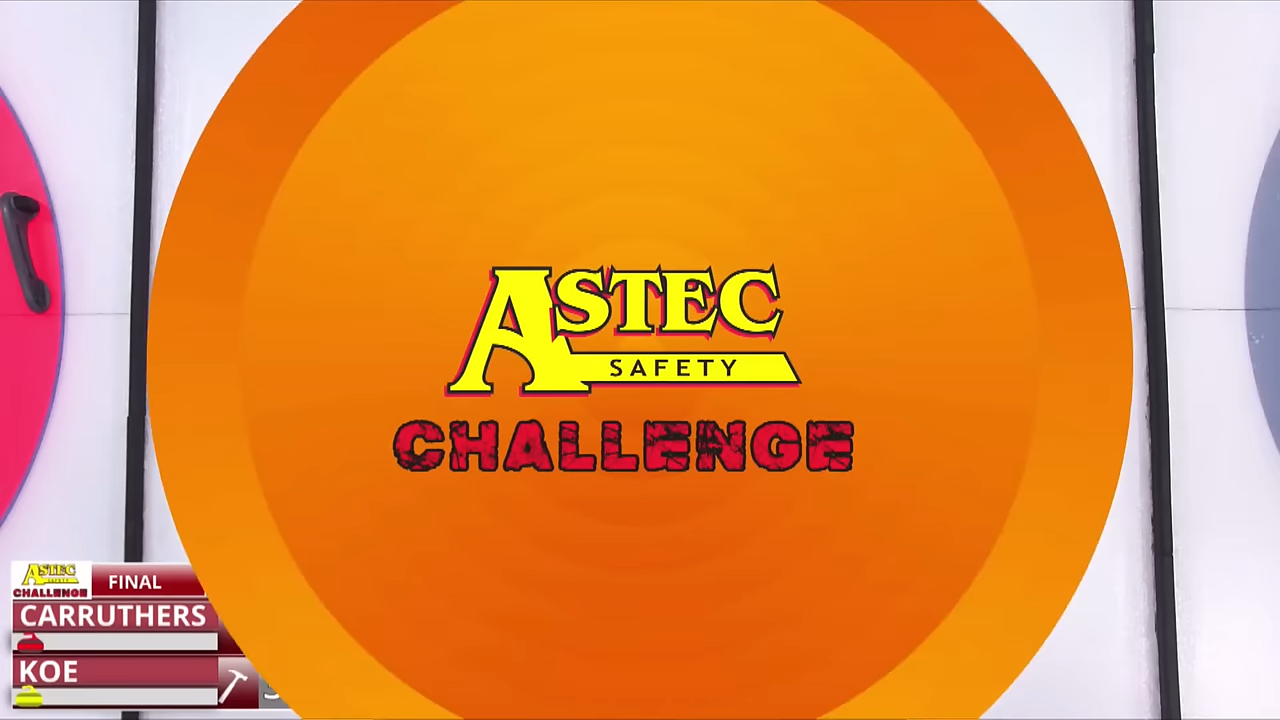 ASTEC
SAFETY
CHALLENGE
ASTEC
CHALLENGE
FINAL
CARRUTHERS
KOE